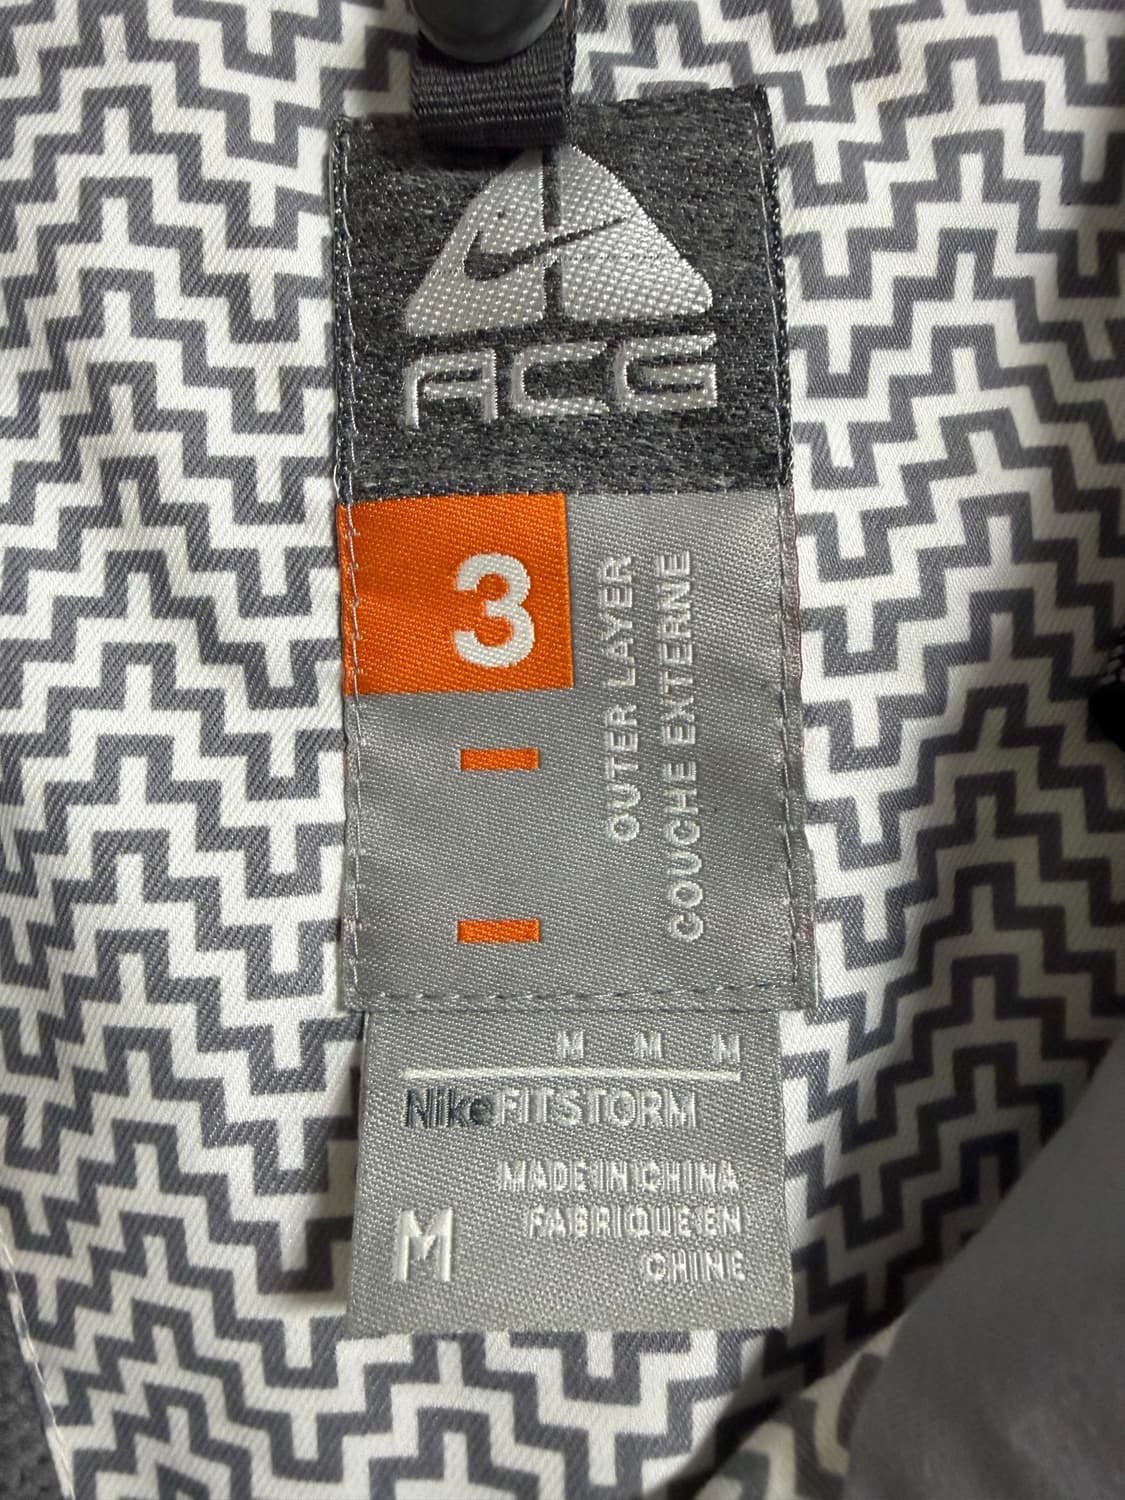 ACG
3
OUTER LAYER
COUCHE EXTERNE
M M M
NikeFITSTORM
MADE IN CHINA
FABRIQUE EN
CHINE
M